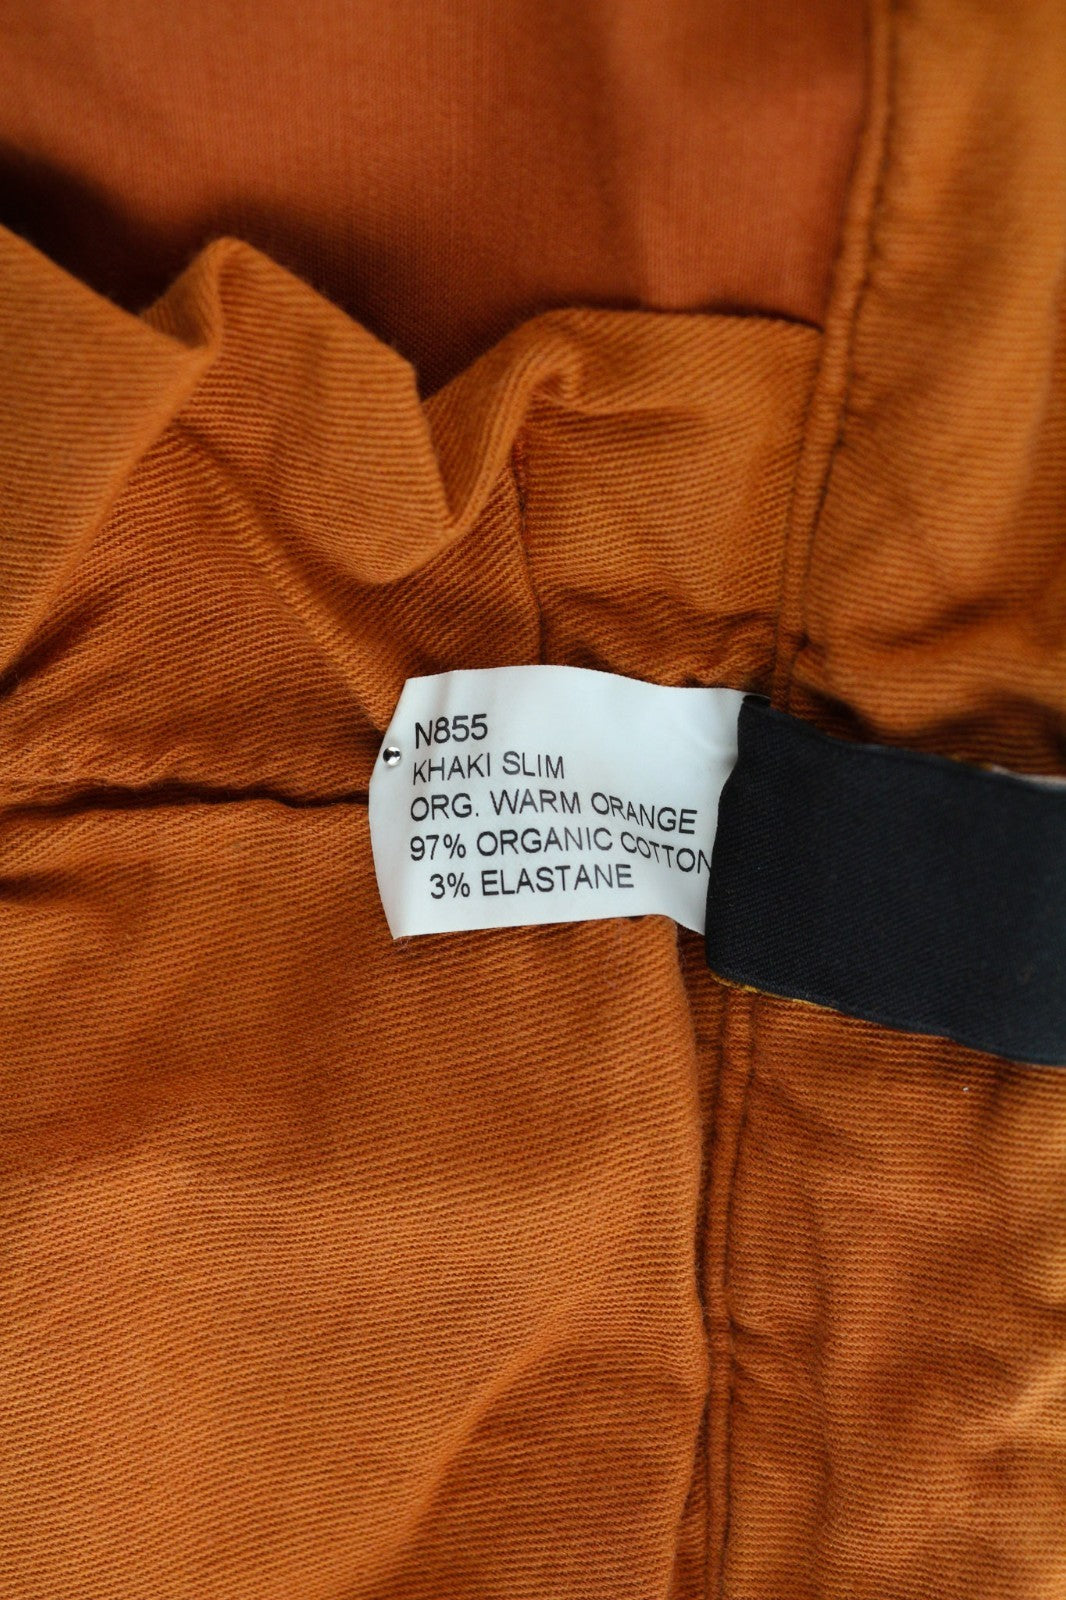 N855
KHAKI SLIM
ORG. WARM ORANGE
97% ORGANIC COTTON
3% ELASTANE